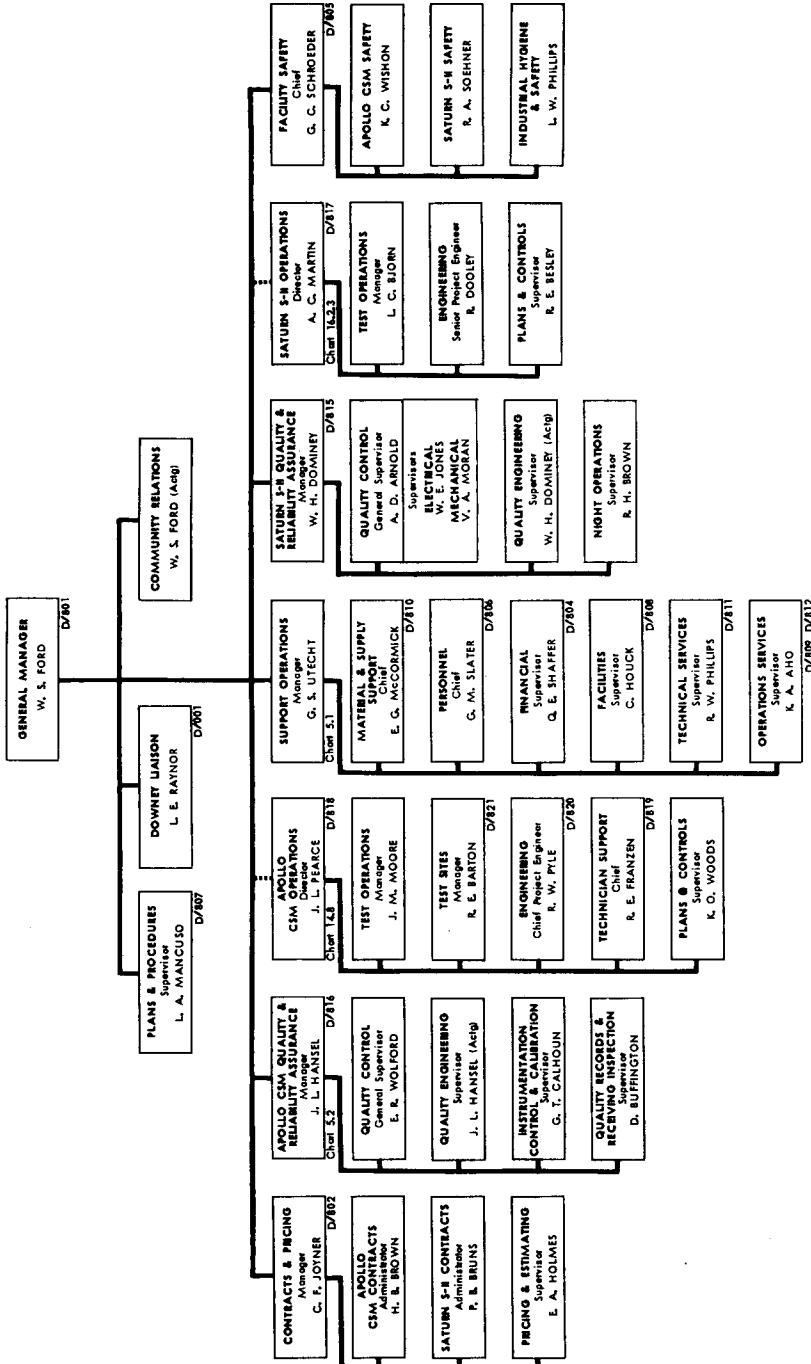 GENERAL MANAGER
W. S. FORD
D/801
PLANS & PROCEDURES
Supervisor
L. A. MANCUSO
D/807
DOWNEY LIAISON
L. E. RAYNOR
D/001
COMMUNITY RELATIONS
W. S. FORD (Actg)
CONTRACTS & PRICING
Manager
C. F. JOYNER
D/802
APOLLO
CSM CONTRACTS
Administrator
H. B. BROWN
SATURN S-II CONTRACTS
Administrator
P. B. BRUNS
PRICING & ESTIMATING
Supervisor
E. A. HOLMES
APOLLO CSM QUALITY &
RELIABILITY ASSURANCE
Manager
J. L. HANSEL
Chart 5.2
D/816
QUALITY CONTROL
General Supervisor
E. R. WOLFORD
QUALITY ENGINEERING
Supervisor
J. L. HANSEL (Actg)
INSTRUMENTATION
CONTROL & CALIBRATION
Supervisor
G. T. CALHOUN
QUALITY RECORDS &
RECEIVING INSPECTION
Supervisor
D. BUFFINGTON
APOLLO
CSM OPERATIONS
Director
J. L. PEARCE
Chart 14.8
D/818
TEST OPERATIONS
Manager
J. M. MOORE
TEST SITES
Manager
R. E. BARTON
D/821
ENGINEERING
Chief Project Engineer
R. W. PYLE
D/820
TECHNICIAN SUPPORT
Chief
R. E. FRANZEN
D/819
PLANS & CONTROLS
Supervisor
K. O. WOODS
SUPPORT OPERATIONS
Manager
G. S. UTECHT
Chart 5.1
MATERIAL & SUPPLY
SUPPORT
Chief
E. G. McCORMICK
D/810
PERSONNEL
Chief
G. M. SLATER
D/806
FINANCIAL
Supervisor
Q. E. SHAFFER
D/804
FACILITIES
Supervisor
C. HOUCK
D/808
TECHNICAL SERVICES
Supervisor
R. W. PHILLIPS
D/811
OPERATIONS SERVICES
Supervisor
K. A. AHO
D/809 D/812
SATURN S-II QUALITY &
RELIABILITY ASSURANCE
Manager
W. H. DOMINEY
D/815
QUALITY CONTROL
General Supervisor
A. D. ARNOLD
Supervisors
ELECTRICAL
W. E. JONES
MECHANICAL
V. A. MORAN
QUALITY ENGINEERING
Supervisor
W. H. DOMINEY (Actg)
NIGHT OPERATIONS
Supervisor
R. H. BROWN
SATURN S-II OPERATIONS
Director
A. C. MARTIN
Chart 16.2.3
D/817
TEST OPERATIONS
Manager
L. C. BJORN
ENGINEERING
Senior Project Engineer
R. DOOLEY
PLANS & CONTROLS
Supervisor
R. E. BESLEY
FACILITY SAFETY
Chief
G. C. SCHROEDER
D/805
APOLLO CSM SAFETY
K. C. WISHON
SATURN S-II SAFETY
R. A. SOEHNER
INDUSTRIAL HYGIENE
& SAFETY
L. W. PHILLIPS